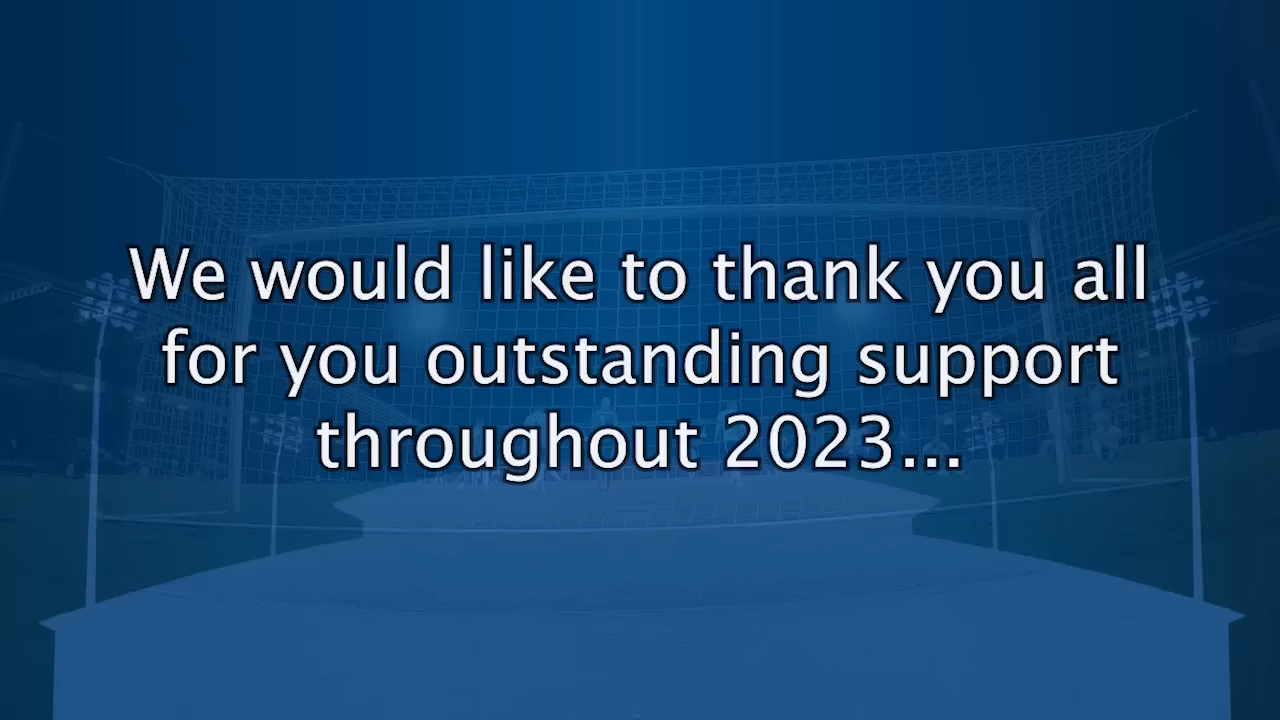 We would like to thank you all
for you outstanding support
throughout 2023...